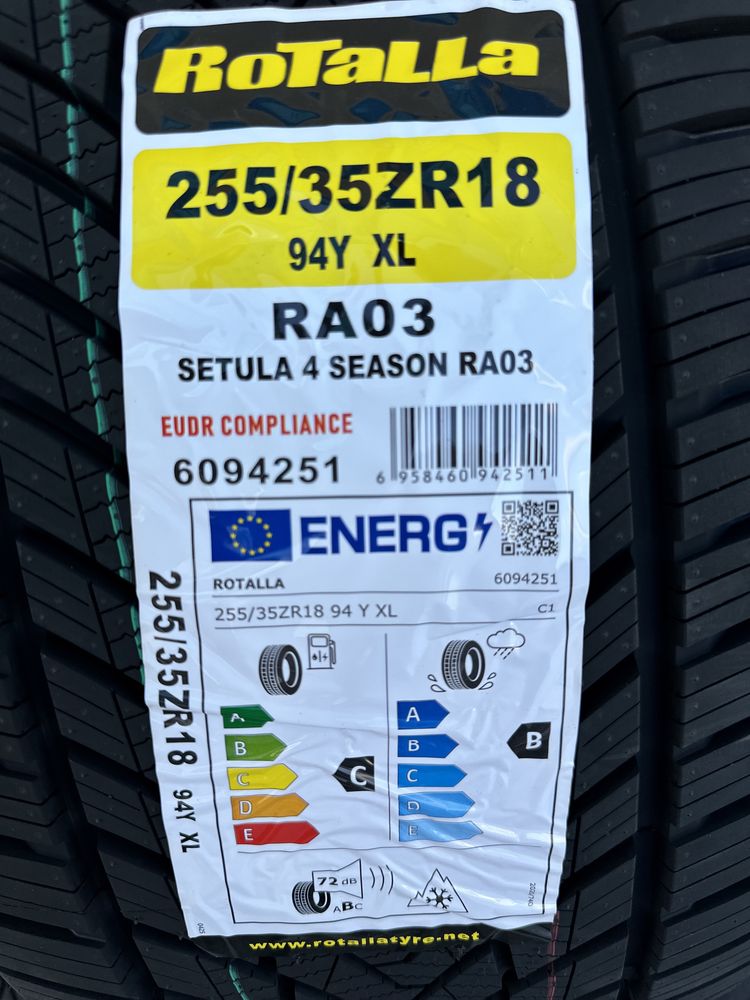 RoTaLLa
255/35ZR18
94Y XL
RA03
SETULA 4 SEASON RA03
EUDR COMPLIANCE
6094251
6 958460 942511
ENERG
ROTALLA
6094251
255/35ZR18 94 Y XL
C1
A
B
C
D
E
C
A
B
C
D
E
B
72 dB
ABC
255/35ZR18 94Y XL
0425
www.rotallatyre.net